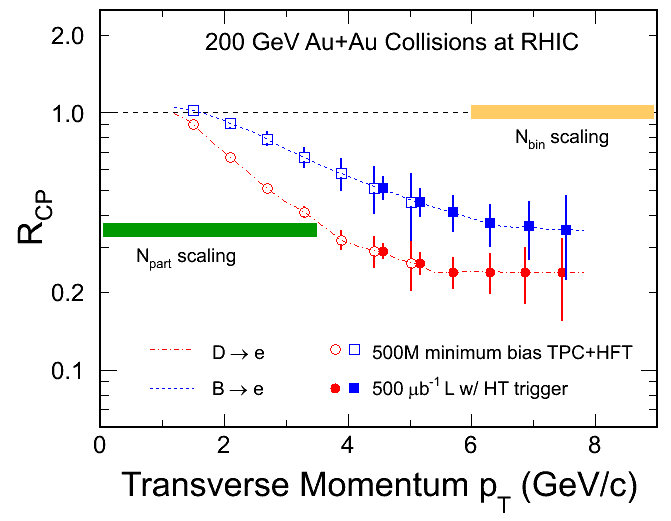 200 GeV Au+Au Collisions at RHIC
2.0
1.0
0.2
0.1
R_CP
N_bin scaling
N_part scaling
D → e
B → e
500M minimum bias TPC+HFT
500 μb⁻¹ L w/ HT trigger
0 2 4 6 8
Transverse Momentum p_T (GeV/c)